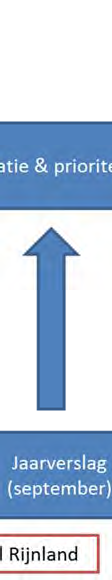 atie & priorite
Jaarverslag
(september)
l Rijnland